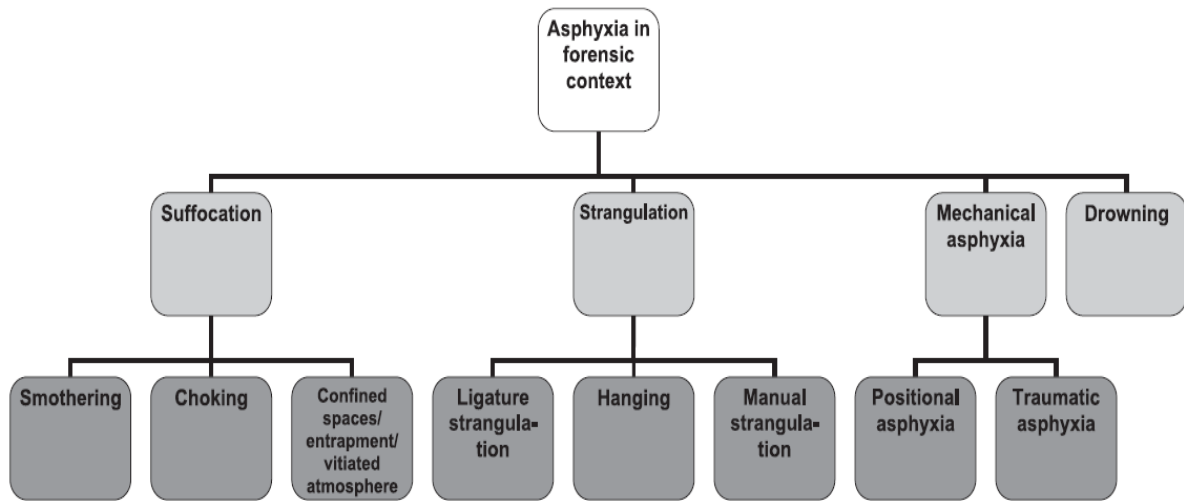 Asphyxia in
forensic
context
Suffocation
Strangulation
Mechanical
asphyxia
Drowning
Smothering
Choking
Confined
spaces/
entrapment/
vitiated
atmosphere
Ligature
strangula-
tion
Hanging
Manual
strangula-
tion
Positional
asphyxia
Traumatic
asphyxia